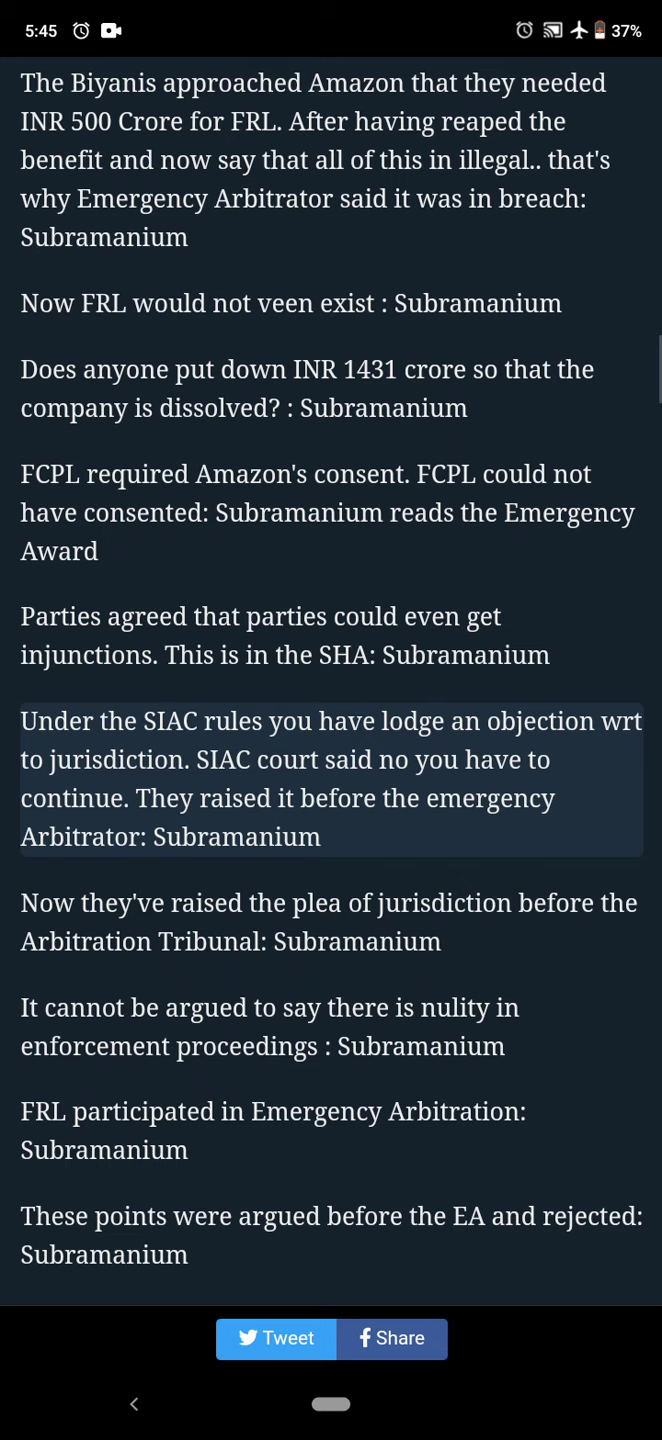 5:45
37%
The Biyanis approached Amazon that they needed
INR 500 Crore for FRL. After having reaped the
benefit and now say that all of this in illegal.. that's
why Emergency Arbitrator said it was in breach:
Subramanium
Now FRL would not veen exist : Subramanium
Does anyone put down INR 1431 crore so that the
company is dissolved? : Subramanium
FCPL required Amazon's consent. FCPL could not
have consented: Subramanium reads the Emergency
Award
Parties agreed that parties could even get
injunctions. This is in the SHA: Subramanium
Under the SIAC rules you have lodge an objection wrt
to jurisdiction. SIAC court said no you have to
continue. They raised it before the emergency
Arbitrator: Subramanium
Now they've raised the plea of jurisdiction before the
Arbitration Tribunal: Subramanium
It cannot be argued to say there is nulity in
enforcement proceedings : Subramanium
FRL participated in Emergency Arbitration:
Subramanium
These points were argued before the EA and rejected:
Subramanium
Tweet
Share